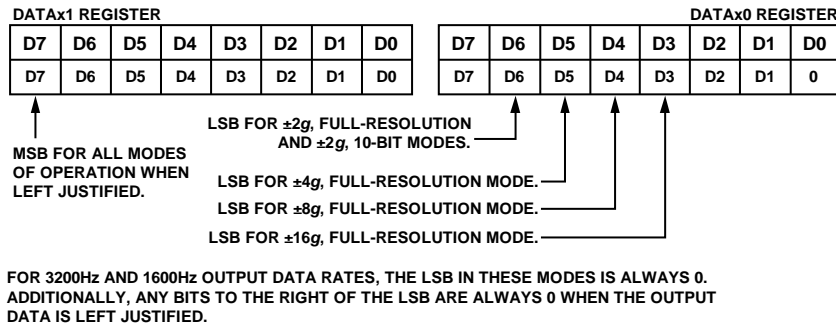 DATAx1 REGISTER
DATAx0 REGISTER
D7 D6 D5 D4 D3 D2 D1 D0
D7 D6 D5 D4 D3 D2 D1 D0
D7 D6 D5 D4 D3 D2 D1 D0
D7 D6 D5 D4 D3 D2 D1 0
MSB FOR ALL MODES
OF OPERATION WHEN
LEFT JUSTIFIED.
LSB FOR ±2g, FULL-RESOLUTION
AND ±2g, 10-BIT MODES.
LSB FOR ±4g, FULL-RESOLUTION MODE.
LSB FOR ±8g, FULL-RESOLUTION MODE.
LSB FOR ±16g, FULL-RESOLUTION MODE.
FOR 3200Hz AND 1600Hz OUTPUT DATA RATES, THE LSB IN THESE MODES IS ALWAYS 0.
ADDITIONALLY, ANY BITS TO THE RIGHT OF THE LSB ARE ALWAYS 0 WHEN THE OUTPUT
DATA IS LEFT JUSTIFIED.